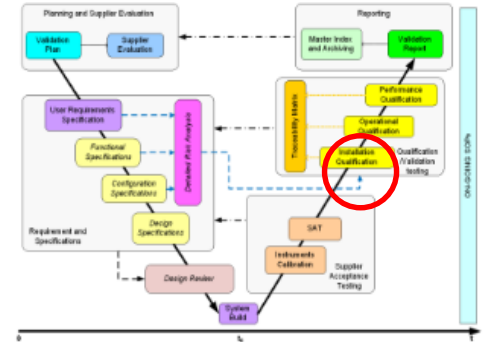 Planning and Supplier Evaluation
Validation
Plan
Supplier
Evaluation
Reporting
Master Index
and Archiving
Validation
Report
User Requirements
Specification
Functional
Specifications
Configuration
Specifications
Design
Specifications
Detailed Risk Analysis
Requirement and
Specifications
Design Review
System
Build
Traceability Matrix
Performance
Qualification
Operational
Qualification
Installation
Qualification
Qualification
/Validation
testing
SAT
Instruments
Calibration
Supplier
Acceptance
Testing
ON-GOING SOPs
0
t